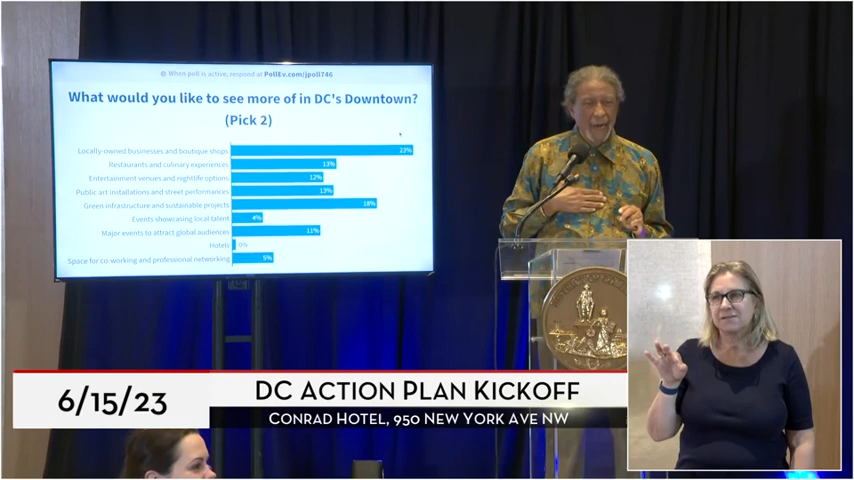 When poll is active, respond at PollEv.com/jpoll746
What would you like to see more of in DC's Downtown?
(Pick 2)
Locally-owned businesses and boutique shops 23%
Restaurants and culinary experiences 13%
Entertainment venues and nightlife options 12%
Public art installations and street performances 13%
Green infrastructure and sustainable projects 18%
Events showcasing local talent 4%
Major events to attract global audiences 11%
Hotels 0%
Space for co-working and professional networking 5%
6/15/23
DC ACTION PLAN KICKOFF
CONRAD HOTEL, 950 NEW YORK AVE NW